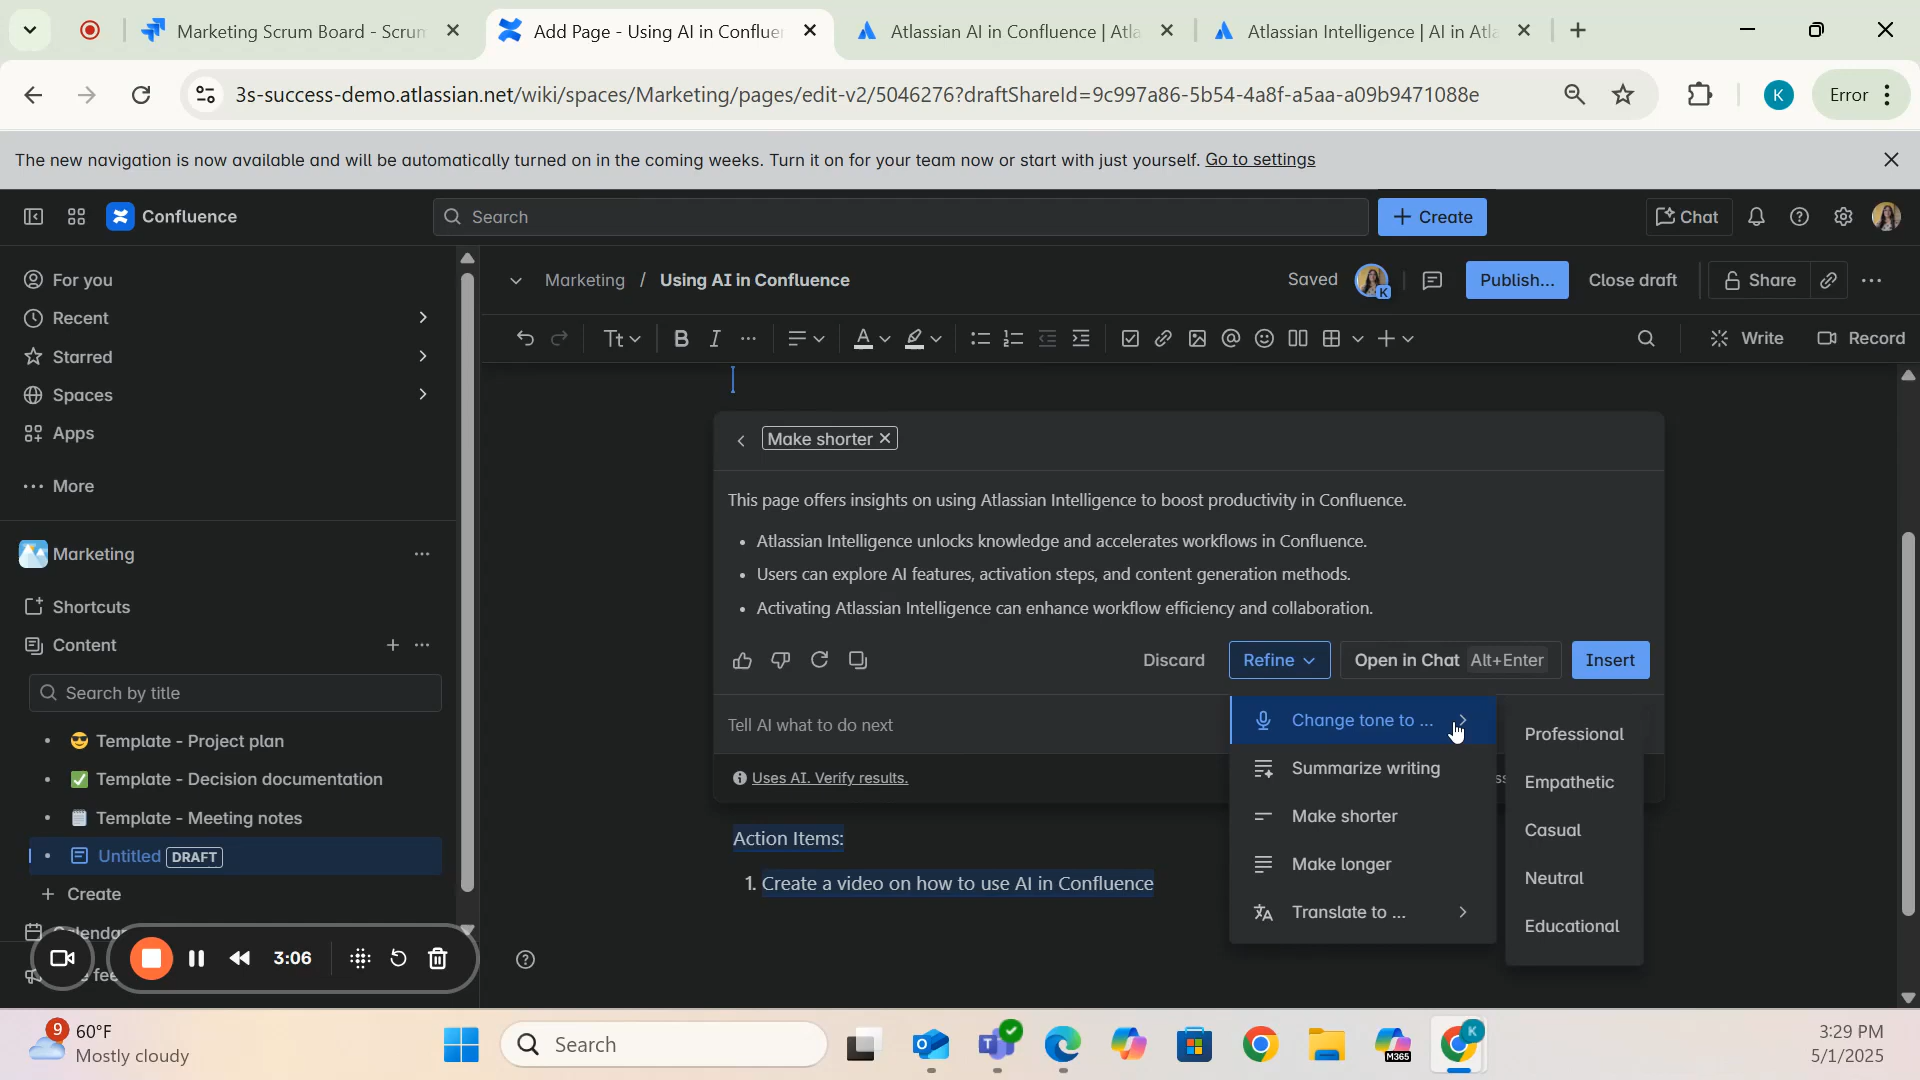 Marketing Scrum Board - Scrum
Add Page - Using AI in Confluen
Atlassian AI in Confluence | Atla
Atlassian Intelligence | AI in Atla
3s-success-demo.atlassian.net/wiki/spaces/Marketing/pages/edit-v2/5046276?draftShareId=9c997a86-5b54-4a8f-a5aa-a09b9471088e
K
Error
The new navigation is now available and will be automatically turned on in the coming weeks. Turn it on for your team now or start with just yourself. Go to settings
Confluence
Search
+ Create
Chat
For you
Recent
Starred
Spaces
Apps
More
Marketing
Shortcuts
Content
Search by title
😎 Template - Project plan
✅ Template - Decision documentation
🗒️ Template - Meeting notes
Untitled DRAFT
+ Create
Calendar
3:06
Marketing / Using AI in Confluence
Saved
K
Publish...
Close draft
Share
Tt
B
I
A
Write
Record
Make shorter
This page offers insights on using Atlassian Intelligence to boost productivity in Confluence.
• Atlassian Intelligence unlocks knowledge and accelerates workflows in Confluence.
• Users can explore AI features, activation steps, and content generation methods.
• Activating Atlassian Intelligence can enhance workflow efficiency and collaboration.
Discard
Refine
Open in Chat Alt+Enter
Insert
Tell AI what to do next
Uses AI. Verify results.
Change tone to ...
Summarize writing
Make shorter
Make longer
Translate to ...
Professional
Empathetic
Casual
Neutral
Educational
Action Items:
1. Create a video on how to use AI in Confluence
9
60°F
Mostly cloudy
Search
M365
K
3:29 PM
5/1/2025